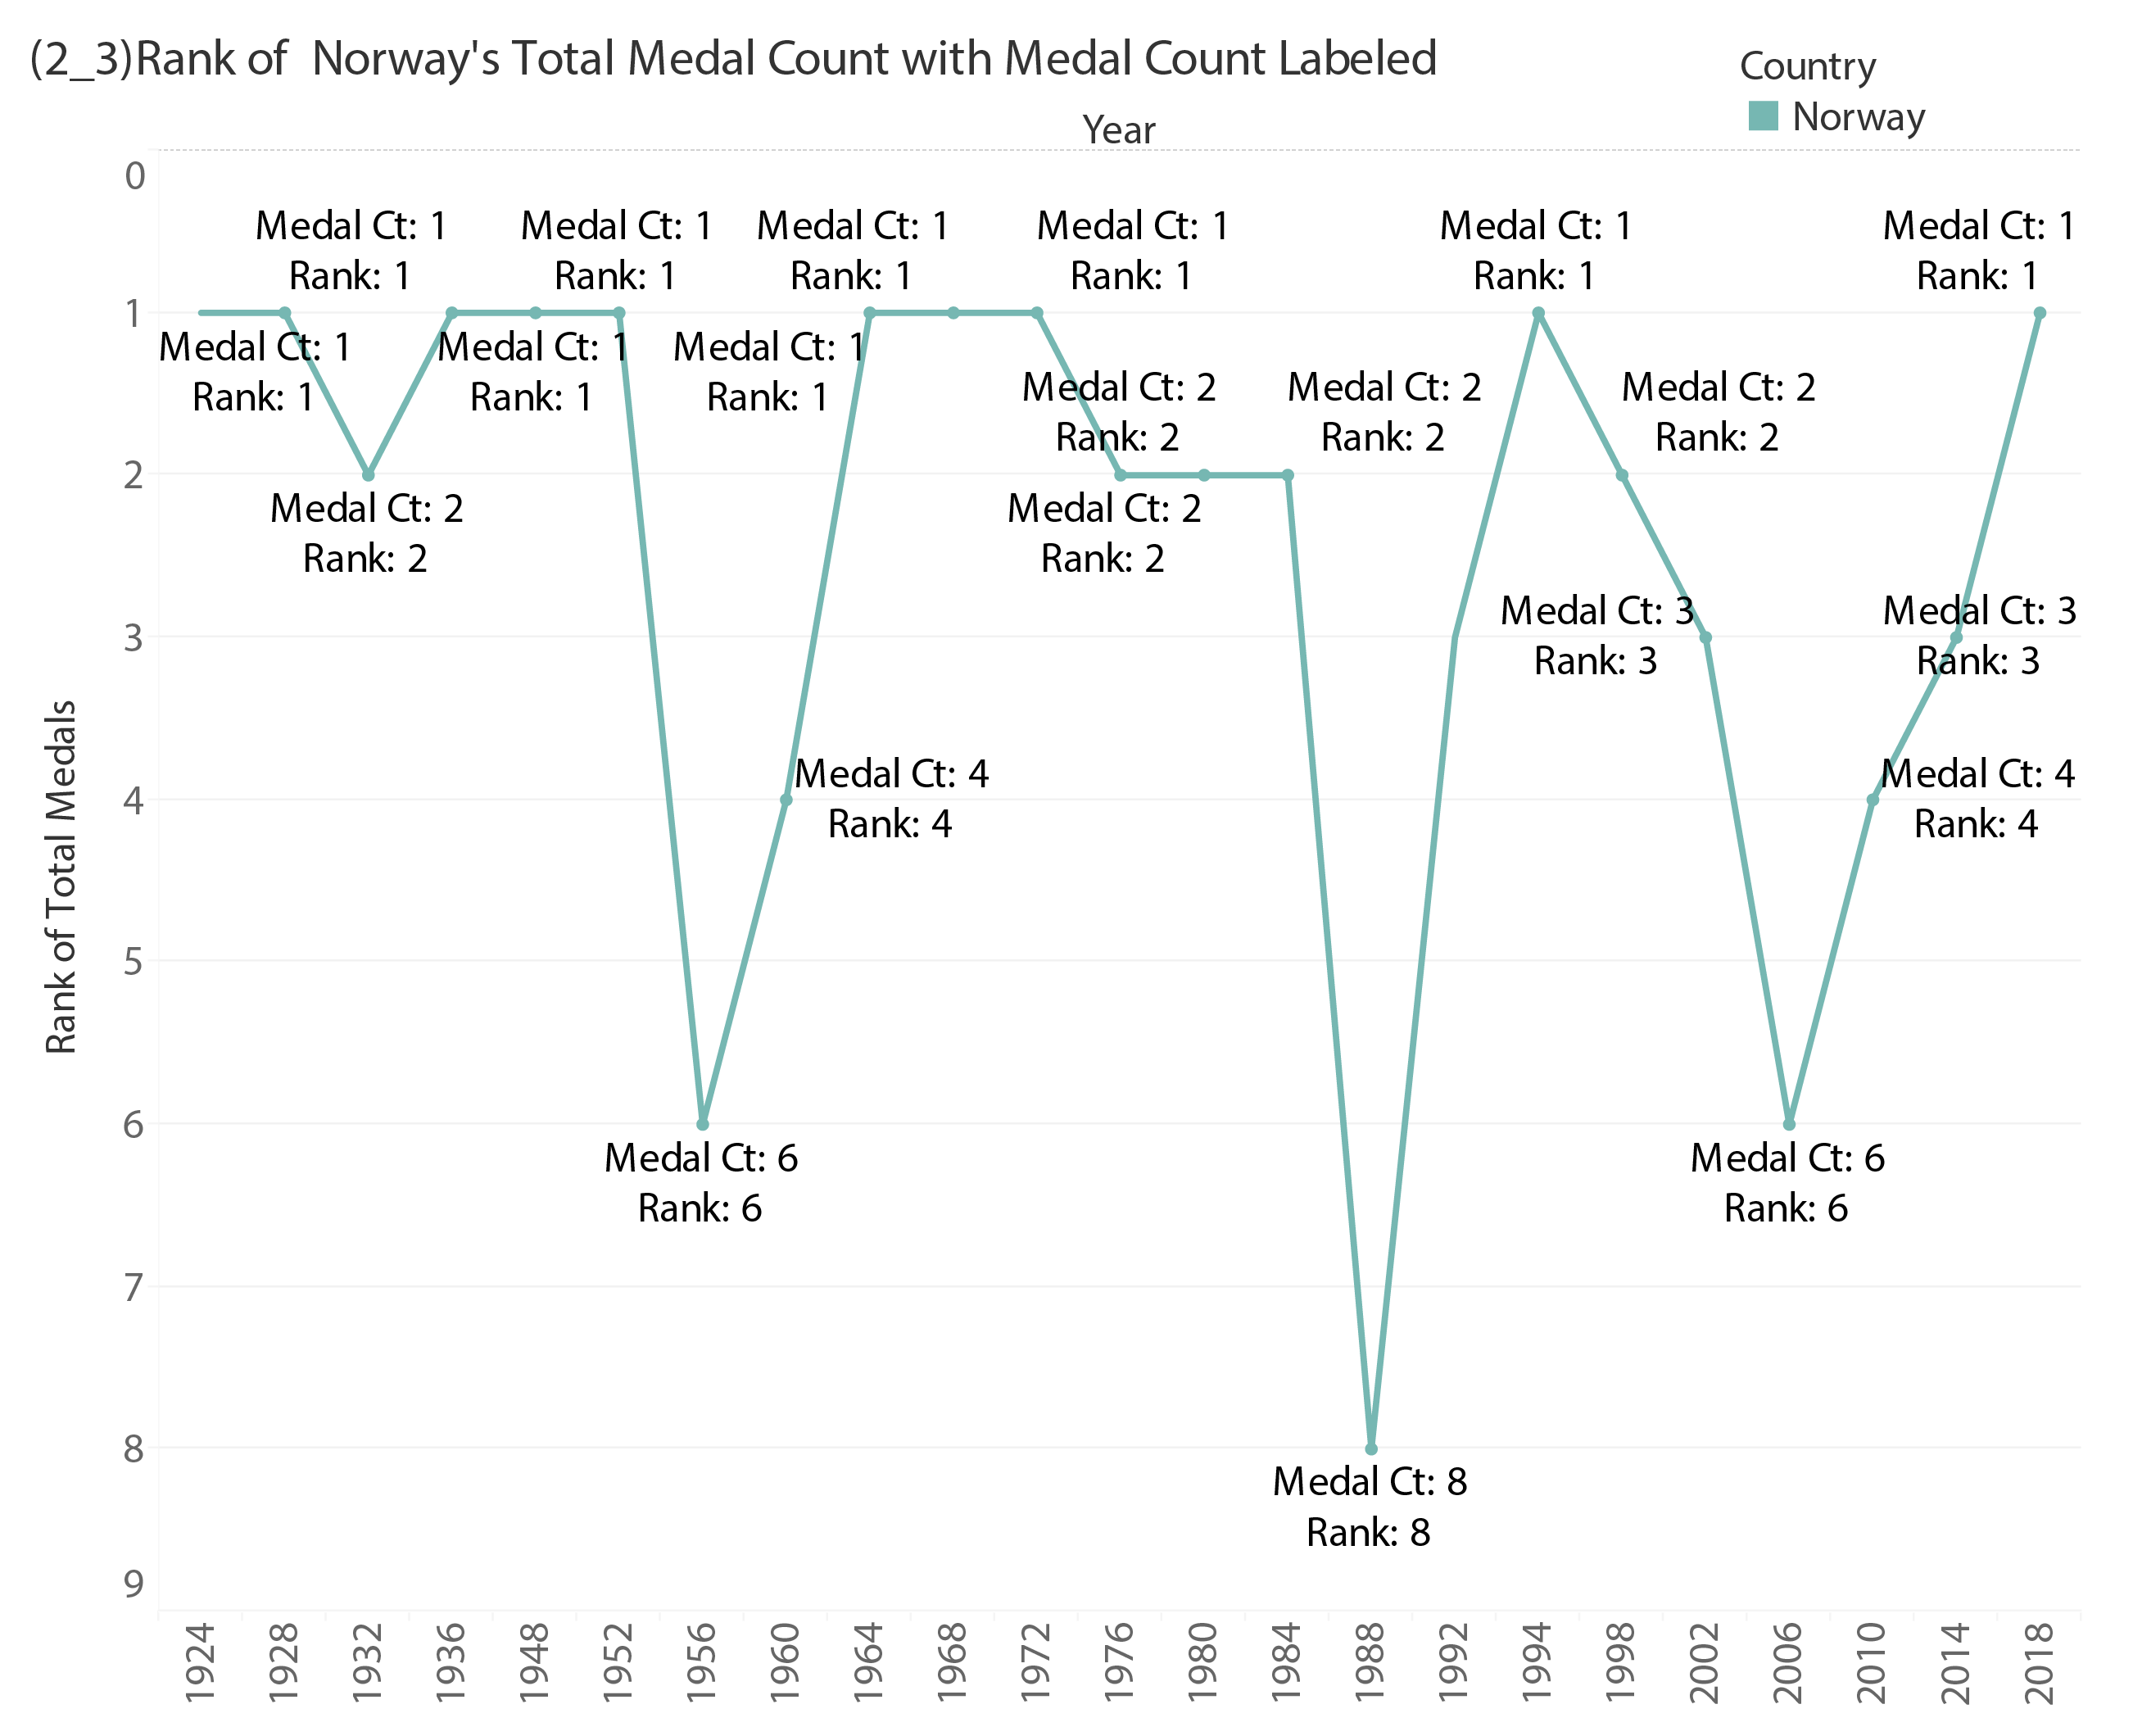 (2_3)Rank of  Norway's Total Medal Count with Medal Count Labeled
Country
Norway
Year
0
1
2
3
4
5
6
7
8
9
Rank of Total Medals
Medal Ct: 1
Rank: 1
Medal Ct: 1
Rank: 1
Medal Ct: 1
Rank: 1
Medal Ct: 1
Rank: 1
Medal Ct: 1
Rank: 1
Medal Ct: 1
Rank: 1
Medal Ct: 1
Rank: 1
Medal Ct: 1
Rank: 1
Medal Ct: 1
Rank: 1
Medal Ct: 1
Rank: 1
Medal Ct: 2
Rank: 2
Medal Ct: 2
Rank: 2
Medal Ct: 2
Rank: 2
Medal Ct: 2
Rank: 2
Medal Ct: 2
Rank: 2
Medal Ct: 3
Rank: 3
Medal Ct: 3
Rank: 3
Medal Ct: 4
Rank: 4
Medal Ct: 4
Rank: 4
Medal Ct: 6
Rank: 6
Medal Ct: 6
Rank: 6
Medal Ct: 8
Rank: 8
1924
1928
1932
1936
1948
1952
1956
1960
1964
1968
1972
1976
1980
1984
1988
1992
1994
1998
2002
2006
2010
2014
2018